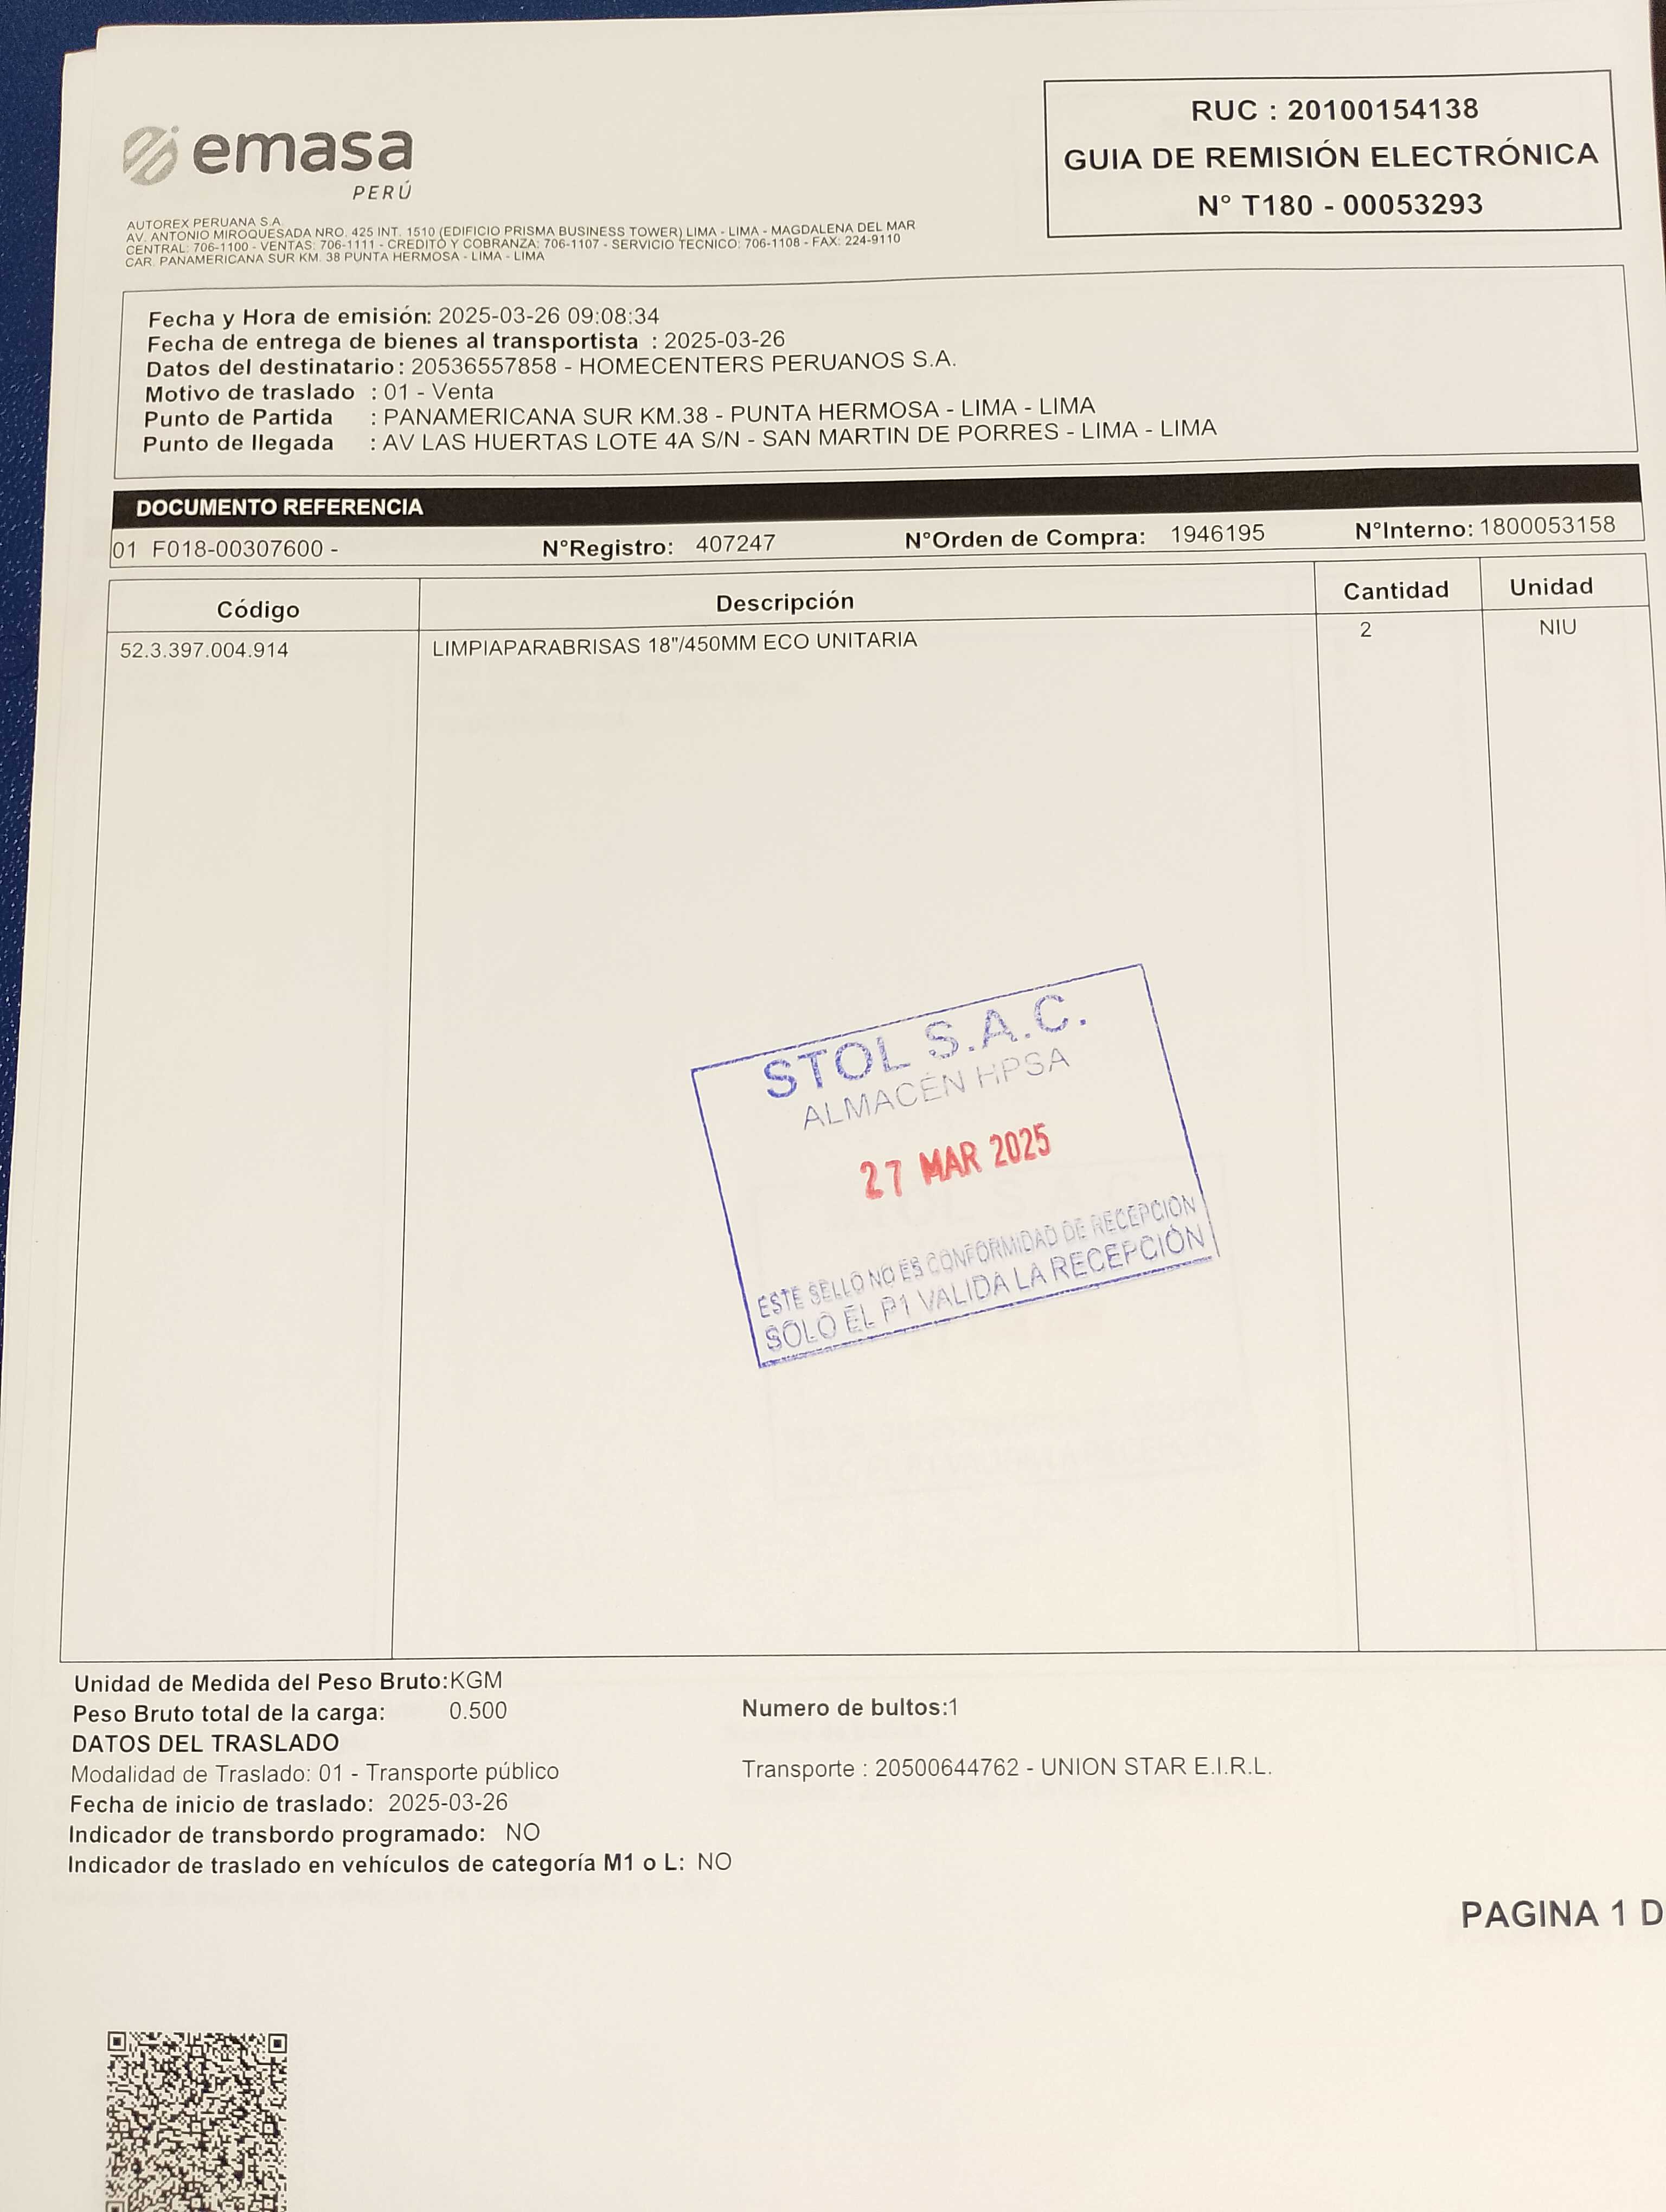 emasa
PERÚ
RUC : 20100154138
GUIA DE REMISIÓN ELECTRÓNICA
N° T180 - 00053293
AUTOREX PERUANA S.A.
AV. ANTONIO MIROQUESADA NRO. 425 INT. 1510 (EDIFICIO PRISMA BUSINESS TOWER) LIMA - LIMA - MAGDALENA DEL MAR
CENTRAL: 706-1100 - VENTAS: 706-1111 - CREDITO Y COBRANZA: 706-1107 - SERVICIO TECNICO: 706-1108 - FAX: 224-9110
CAR. PANAMERICANA SUR KM. 38 PUNTA HERMOSA - LIMA - LIMA
Fecha y Hora de emisión: 2025-03-26 09:08:34
Fecha de entrega de bienes al transportista : 2025-03-26
Datos del destinatario: 20536557858 - HOMECENTERS PERUANOS S.A.
Motivo de traslado : 01 - Venta
Punto de Partida : PANAMERICANA SUR KM.38 - PUNTA HERMOSA - LIMA - LIMA
Punto de llegada : AV LAS HUERTAS LOTE 4A S/N - SAN MARTIN DE PORRES - LIMA - LIMA
DOCUMENTO REFERENCIA
01 F018-00307600 - N°Registro: 407247 N°Orden de Compra: 1946195 N°Interno: 1800053158
Código Descripción Cantidad Unidad
52.3.397.004.914 LIMPIAPARABRISAS 18"/450MM ECO UNITARIA 2 NIU
STOL S.A.C.
ALMACÉN HPSA
27 MAR 2025
ESTE SELLO NO ES CONFORMIDAD DE RECEPCIÓN
SOLO EL P1 VALIDA LA RECEPCIÓN
Unidad de Medida del Peso Bruto:KGM
Peso Bruto total de la carga: 0.500 Numero de bultos:1
DATOS DEL TRASLADO
Modalidad de Traslado: 01 - Transporte público Transporte : 20500644762 - UNION STAR E.I.R.L.
Fecha de inicio de traslado: 2025-03-26
Indicador de transbordo programado: NO
Indicador de traslado en vehículos de categoría M1 o L: NO
PAGINA 1 D